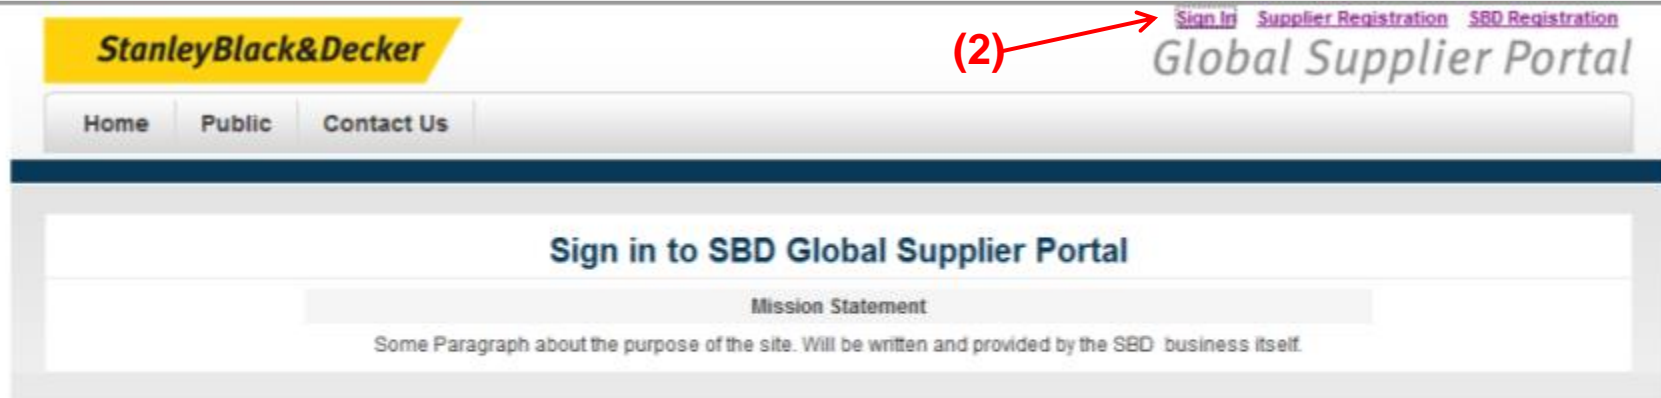 (2) Sign In Supplier Registration SBD Registration
StanleyBlack&Decker
Global Supplier Portal
Home Public Contact Us
Sign in to SBD Global Supplier Portal
Mission Statement
Some Paragraph about the purpose of the site. Will be written and provided by the SBD business itself.